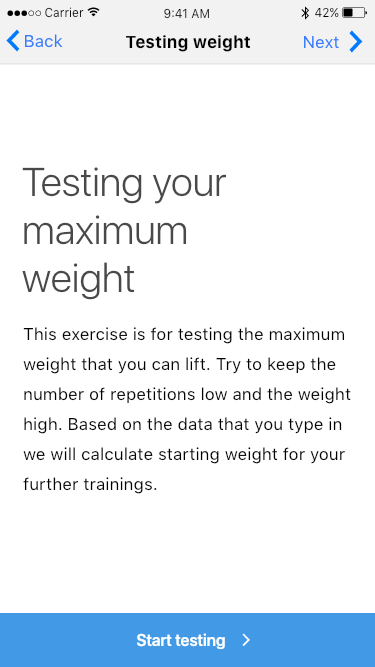 Carrier 9:41 AM 42%
Back Testing weight Next
Testing your
maximum
weight
This exercise is for testing the maximum
weight that you can lift. Try to keep the
number of repetitions low and the weight
high. Based on the data that you type in
we will calculate starting weight for your
further trainings.
Start testing